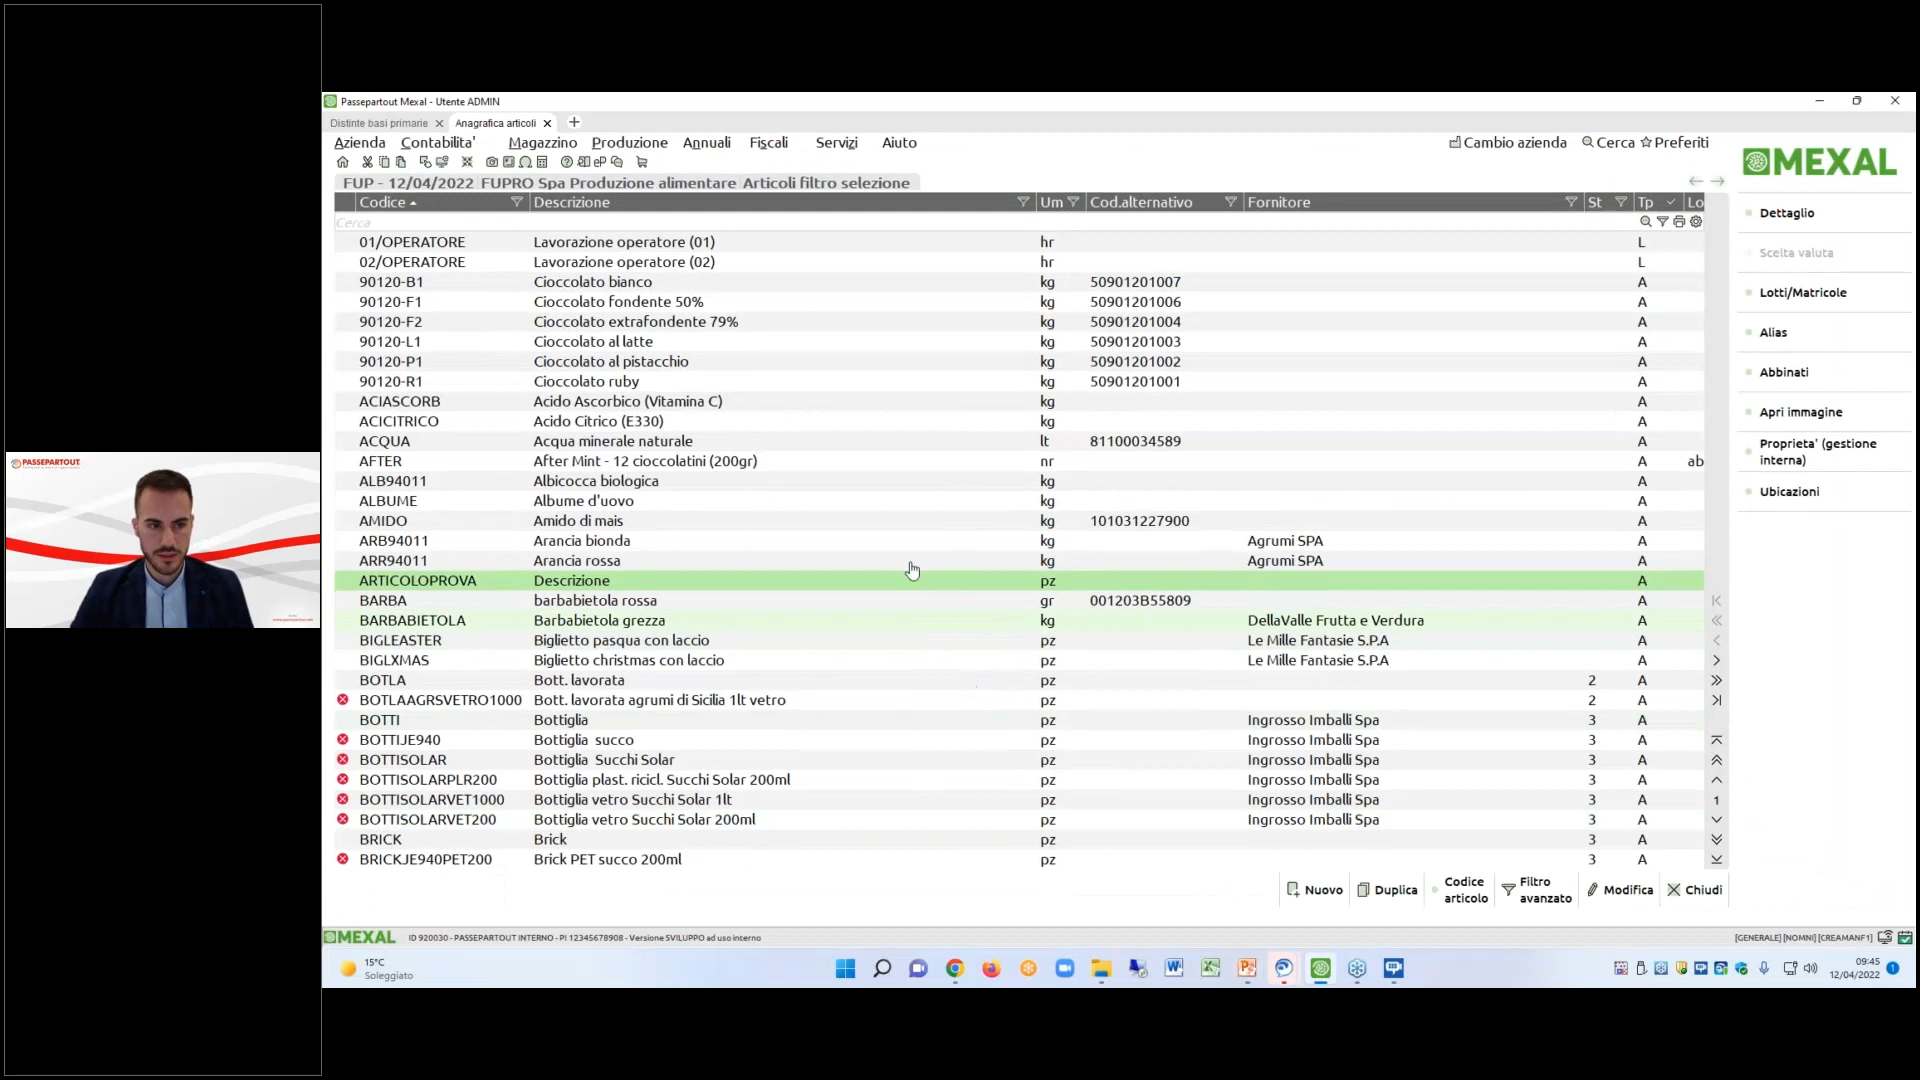 PASSEPARTOUT
Passepartout Mexal - Utente ADMIN
Distinte basi primarie
Anagrafica articoli
Azienda Contabilita' Magazzino Produzione Annuali Fiscali Servizi Aiuto
Cambio azienda Cerca Preferiti
MEXAL
FUP - 12/04/2022 FUPRO Spa Produzione alimentare Articoli filtro selezione
Codice Descrizione Um Cod.alternativo Fornitore St Tp Lo
Cerca
01/OPERATORE Lavorazione operatore (01) hr L
02/OPERATORE Lavorazione operatore (02) hr L
90120-B1 Cioccolato bianco kg 50901201007 A
90120-F1 Cioccolato fondente 50% kg 50901201006 A
90120-F2 Cioccolato extrafondente 79% kg 50901201004 A
90120-L1 Cioccolato al latte kg 50901201003 A
90120-P1 Cioccolato al pistacchio kg 50901201002 A
90120-R1 Cioccolato ruby kg 50901201001 A
ACIASCORB Acido Ascorbico (Vitamina C) kg A
ACICITRICO Acido Citrico (E330) kg A
ACQUA Acqua minerale naturale lt 81100034589 A
AFTER After Mint - 12 cioccolatini (200gr) nr A ab
ALB94011 Albicocca biologica kg A
ALBUME Albume d'uovo kg A
AMIDO Amido di mais kg 101031227900 A
ARB94011 Arancia bionda kg Agrumi SPA A
ARR94011 Arancia rossa kg Agrumi SPA A
ARTICOLOPROVA Descrizione pz A
BARBA barbabietola rossa gr 001203B55809 A
BARBABIETOLA Barbabietola grezza kg DellaValle Frutta e Verdura A
BIGLEASTER Biglietto pasqua con laccio pz Le Mille Fantasie S.P.A A
BIGLXMAS Biglietto christmas con laccio pz Le Mille Fantasie S.P.A A
BOTLA Bott. lavorata pz 2 A
BOTLAAGRSVETRO1000 Bott. lavorata agrumi di Sicilia 1lt vetro pz 2 A
BOTTI Bottiglia pz Ingrosso Imballi Spa 3 A
BOTTIJE940 Bottiglia succo pz Ingrosso Imballi Spa 3 A
BOTTISOLAR Bottiglia Succhi Solar pz Ingrosso Imballi Spa 3 A
BOTTISOLARPLR200 Bottiglia plast. ricicl. Succhi Solar 200ml pz Ingrosso Imballi Spa 3 A
BOTTISOLARVET1000 Bottiglia vetro Succhi Solar 1lt pz Ingrosso Imballi Spa 3 A
BOTTISOLARVET200 Bottiglia vetro Succhi Solar 200ml pz Ingrosso Imballi Spa 3 A
BRICK Brick pz 3 A
BRICKJE940PET200 Brick PET succo 200ml pz 3 A
1
Dettaglio
Scelta valuta
Lotti/Matricole
Alias
Abbinati
Apri immagine
Proprieta' (gestione
interna)
Ubicazioni
Nuovo
Duplica
Codice
articolo
Filtro
avanzato
Modifica
Chiudi
MEXAL ID 920030 - PASSEPARTOUT INTERNO - PI 12345678908 - Versione SVILUPPO ad uso interno
[GENERALE] [NOMNI] [CREAMANF1]
15°C
Soleggiato
09:45
12/04/2022
1